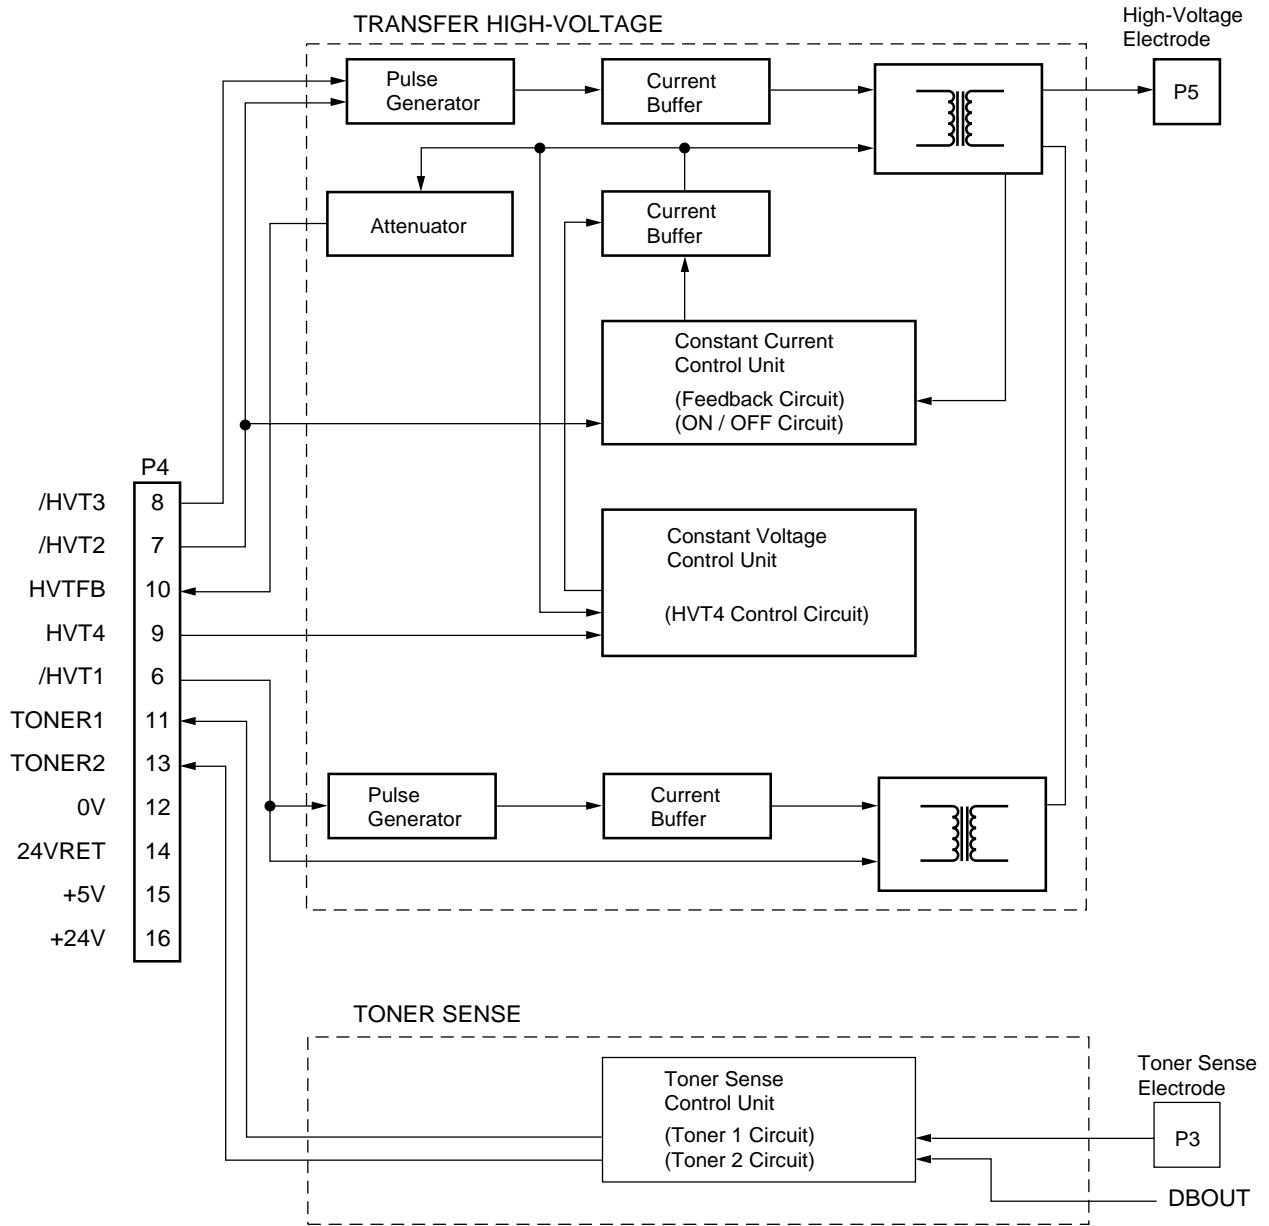 TRANSFER HIGH-VOLTAGE
High-Voltage
Electrode
Pulse
Generator
Current
Buffer
P5
Attenuator
Current
Buffer
Constant Current
Control Unit
(Feedback Circuit)
(ON / OFF Circuit)
P4
/HVT3 8
/HVT2 7
HVTFB 10
HVT4 9
/HVT1 6
TONER1 11
TONER2 13
0V 12
24VRET 14
+5V 15
+24V 16
Constant Voltage
Control Unit
(HVT4 Control Circuit)
Pulse
Generator
Current
Buffer
TONER SENSE
Toner Sense
Control Unit
(Toner 1 Circuit)
(Toner 2 Circuit)
Toner Sense
Electrode
P3
DBOUT